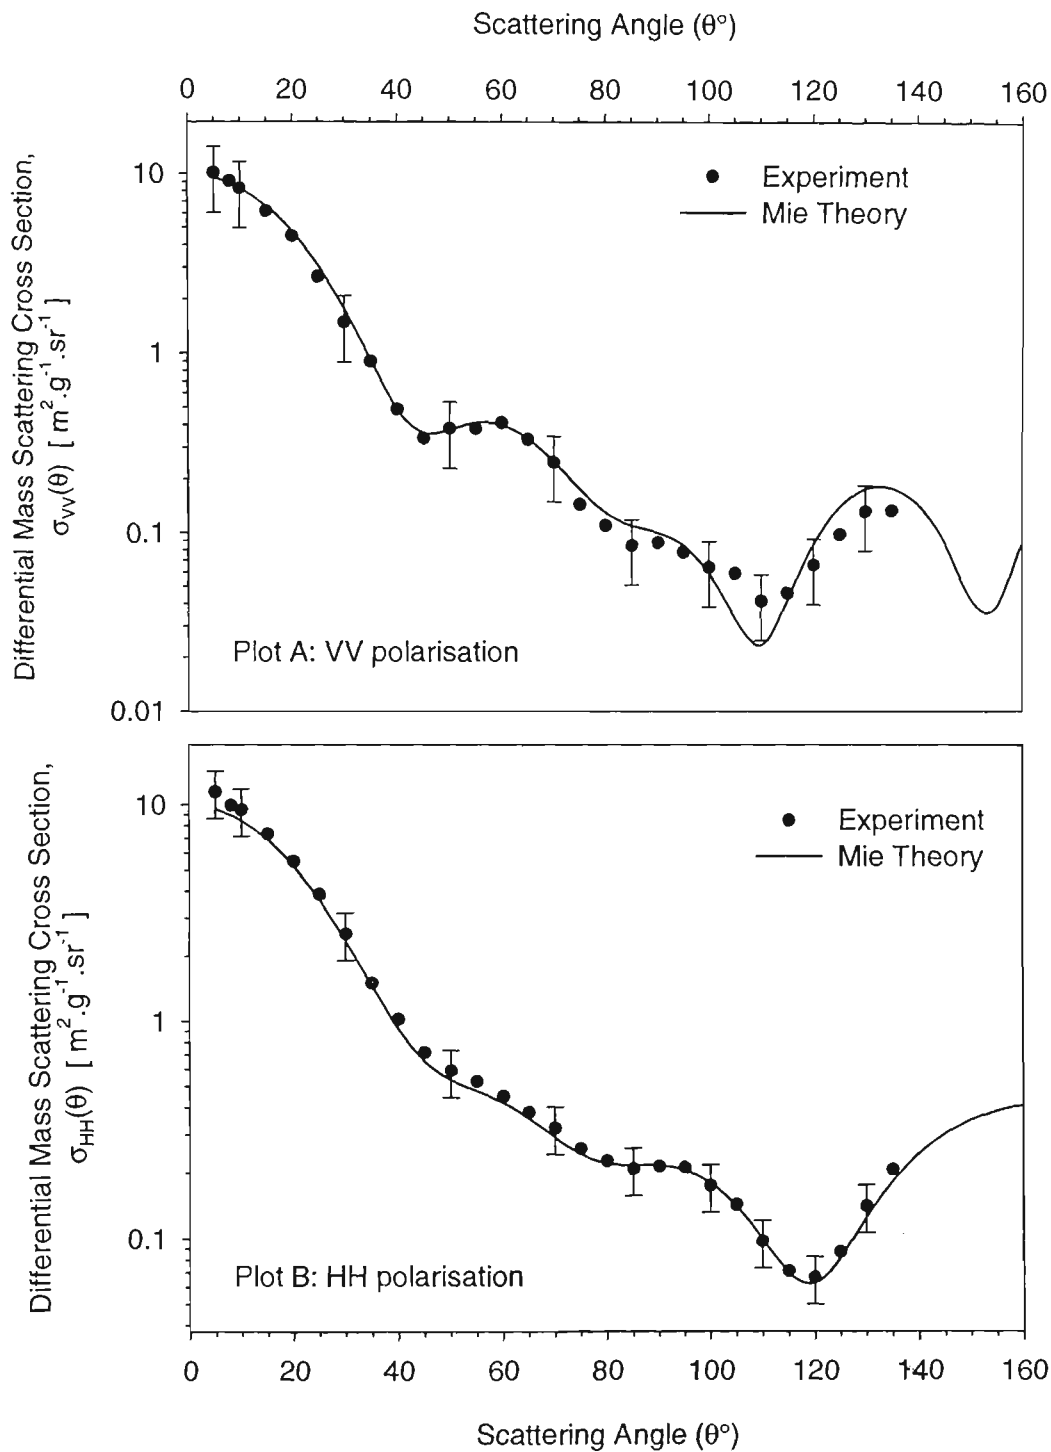 Scattering Angle (θ°)
0 20 40 60 80 100 120 140 160
Differential Mass Scattering Cross Section,
σVV(θ) [ m².g⁻¹.sr⁻¹ ]
10
1
0.1
0.01
Experiment
Mie Theory
Plot A: VV polarisation
Differential Mass Scattering Cross Section,
σHH(θ) [ m².g⁻¹.sr⁻¹ ]
10
1
0.1
Experiment
Mie Theory
Plot B: HH polarisation
0 20 40 60 80 100 120 140 160
Scattering Angle (θ°)